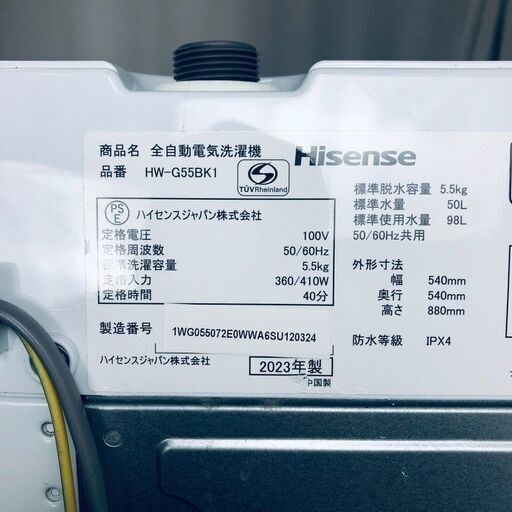 商品名 全自動電気洗濯機
品番 HW-G55BK1
S
TÜVRheinland
Hisense
PS
E
ハイセンスジャパン株式会社
定格電圧 100V
定格周波数 50/60Hz
標準洗濯容量 5.5kg
定格入力 360/410W
定格時間 40分
標準脱水容量 5.5kg
標準水量 50L
標準使用水量 98L
50/60Hz共用
外形寸法
幅 540mm
奥行 540mm
高さ 880mm
防水等級 IPX4
製造番号 1WG055072E0WWA6SU120324
ハイセンスジャパン株式会社
2023年製
中国製